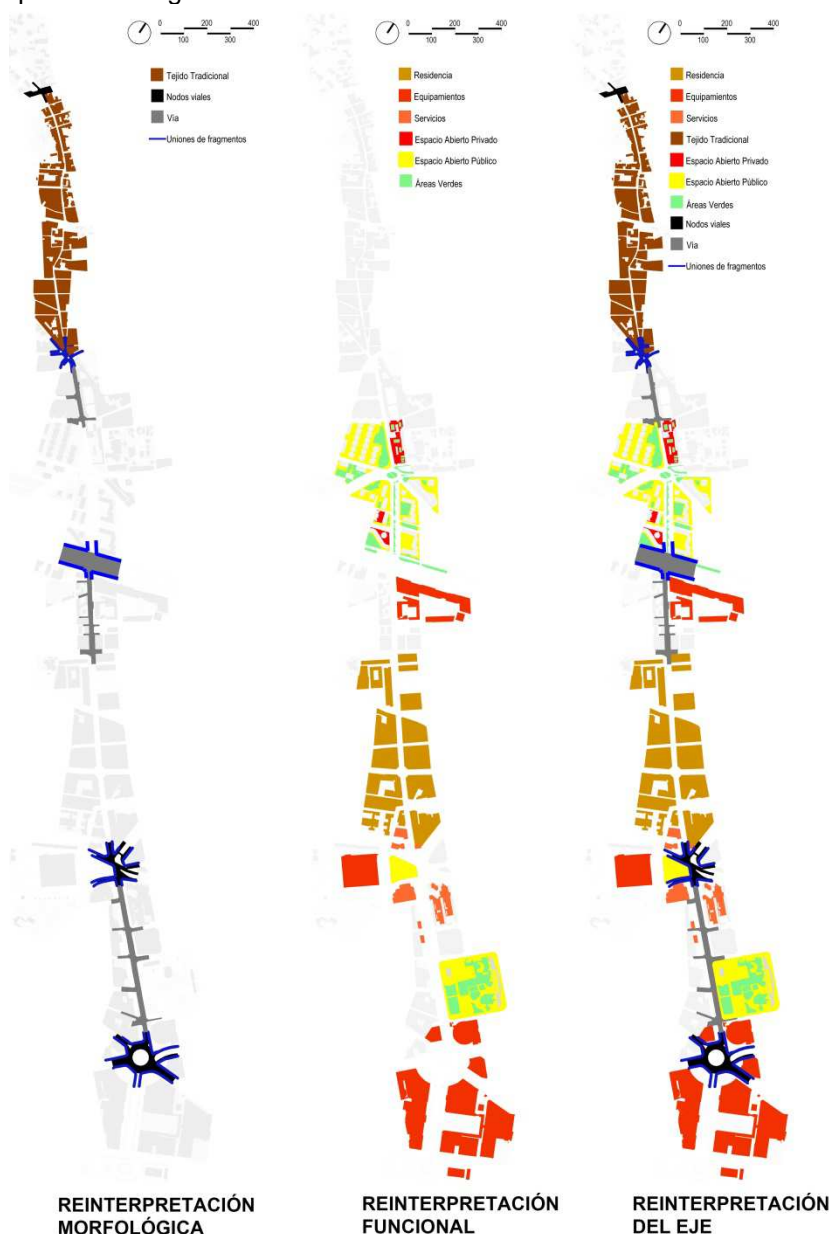 0 200 400
100 300
Tejido Tradicional
Nodos viales
Via
Uniones de fragmentos
0 200 400
100 300
Residencia
Equipamientos
Servicios
Espacio Abierto Privado
Espacio Abierto Público
Áreas Verdes
0 200 400
100 300
Residencia
Equipamientos
Servicios
Tejido Tradicional
Espacio Abierto Privado
Espacio Abierto Público
Áreas Verdes
Nodos viales
Via
Uniones de fragmentos
REINTERPRETACIÓN
MORFOLÓGICA
REINTERPRETACIÓN
FUNCIONAL
REINTERPRETACIÓN
DEL EJE